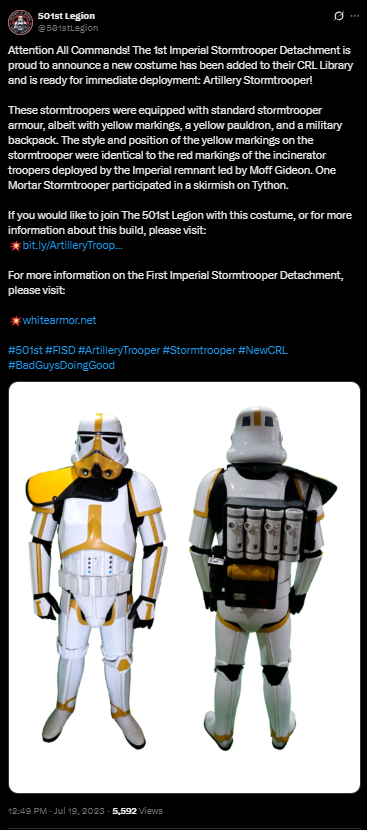 501st Legion
@501stLegion
Attention All Commands! The 1st Imperial Stormtrooper Detachment is
proud to announce a new costume has been added to their CRL Library
and is ready for immediate deployment: Artillery Stormtrooper!
These stormtroopers were equipped with standard stormtrooper
armour, albeit with yellow markings, a yellow pauldron, and a military
backpack. The style and position of the yellow markings on the
stormtrooper were identical to the red markings of the incinerator
troopers deployed by the Imperial remnant led by Moff Gideon. One
Mortar Stormtrooper participated in a skirmish on Tython.
If you would like to join The 501st Legion with this costume, or for more
information about this build, please visit:
💥bit.ly/ArtilleryTroop...
For more information on the First Imperial Stormtrooper Detachment,
please visit:
💥whitearmor.net
#501st #FISD #ArtilleryTrooper #Stormtrooper #NewCRL
#BadGuysDoingGood
12:49 PM · Jul 19, 2023 · 5,592 Views